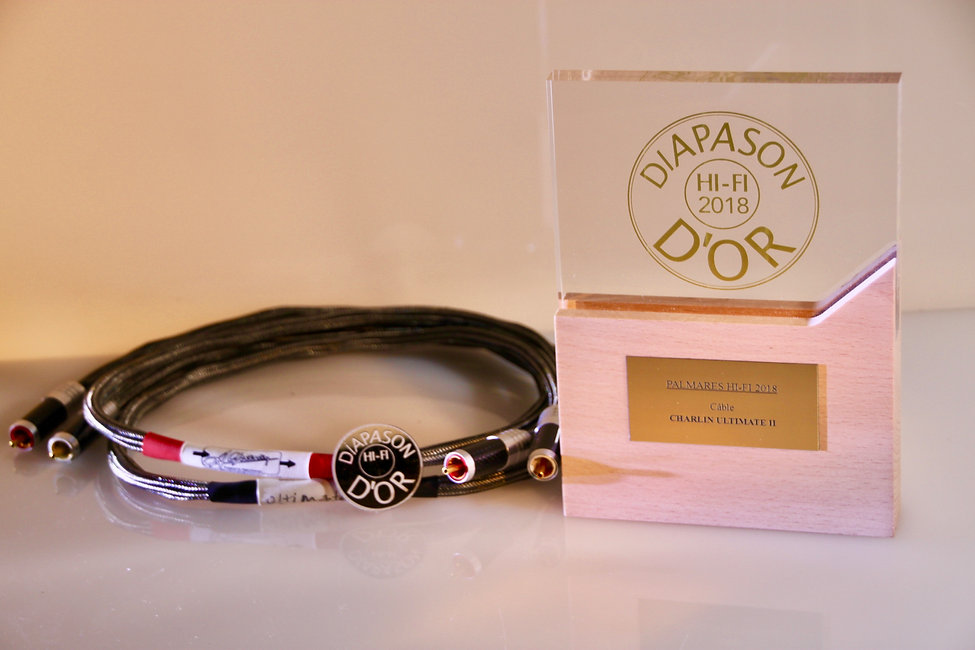 DIAPASON
HI-FI
2018
D'OR
PALMARES HI-FI 2018
Câble
CHARLIN ULTIMATE II
DIAPASON
HI-FI
D'OR